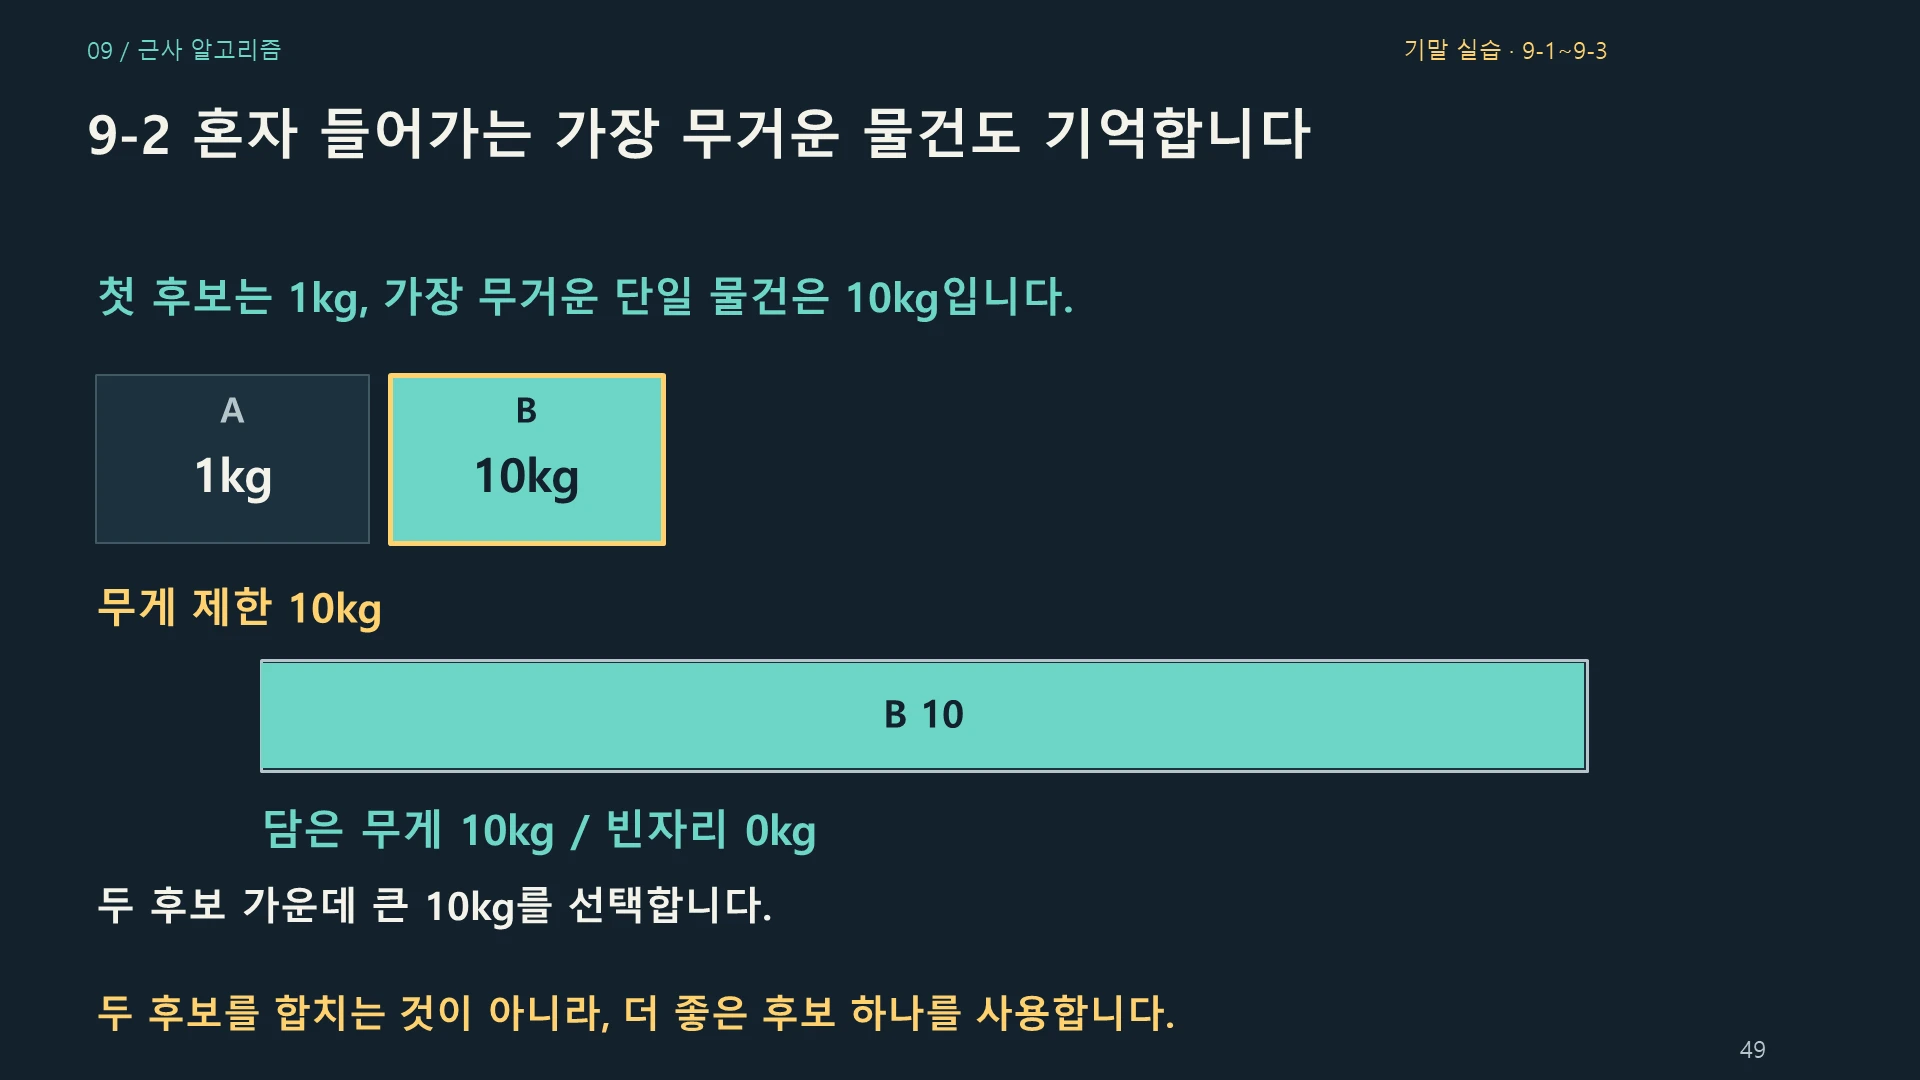 09 / 근사 알고리즘
기말 실습 · 9-1~9-3
9-2 혼자 들어가는 가장 무거운 물건도 기억합니다
첫 후보는 1kg, 가장 무거운 단일 물건은 10kg입니다.
A
1kg
B
10kg
무게 제한 10kg
B 10
담은 무게 10kg / 빈자리 0kg
두 후보 가운데 큰 10kg를 선택합니다.
두 후보를 합치는 것이 아니라, 더 좋은 후보 하나를 사용합니다.
49